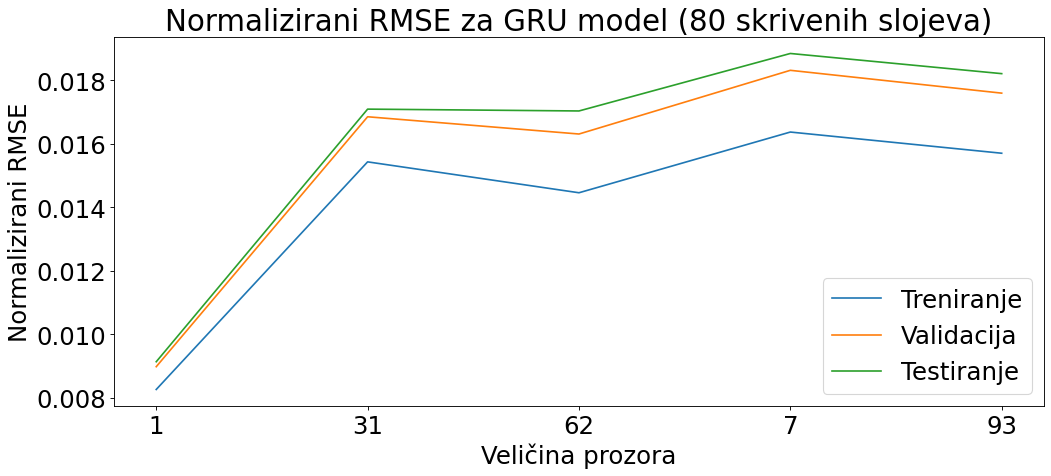 Normalizirani RMSE za GRU model (80 skrivenih slojeva)
Normalizirani RMSE
0.018
0.016
0.014
0.012
0.010
0.008
Treniranje
Validacija
Testiranje
1 31 62 7 93
Veličina prozora